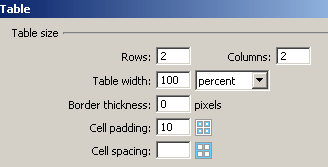 Table
Table size
Rows: 2 Columns: 2
Table width: 100 percent
Border thickness: 0 pixels
Cell padding: 10
Cell spacing: